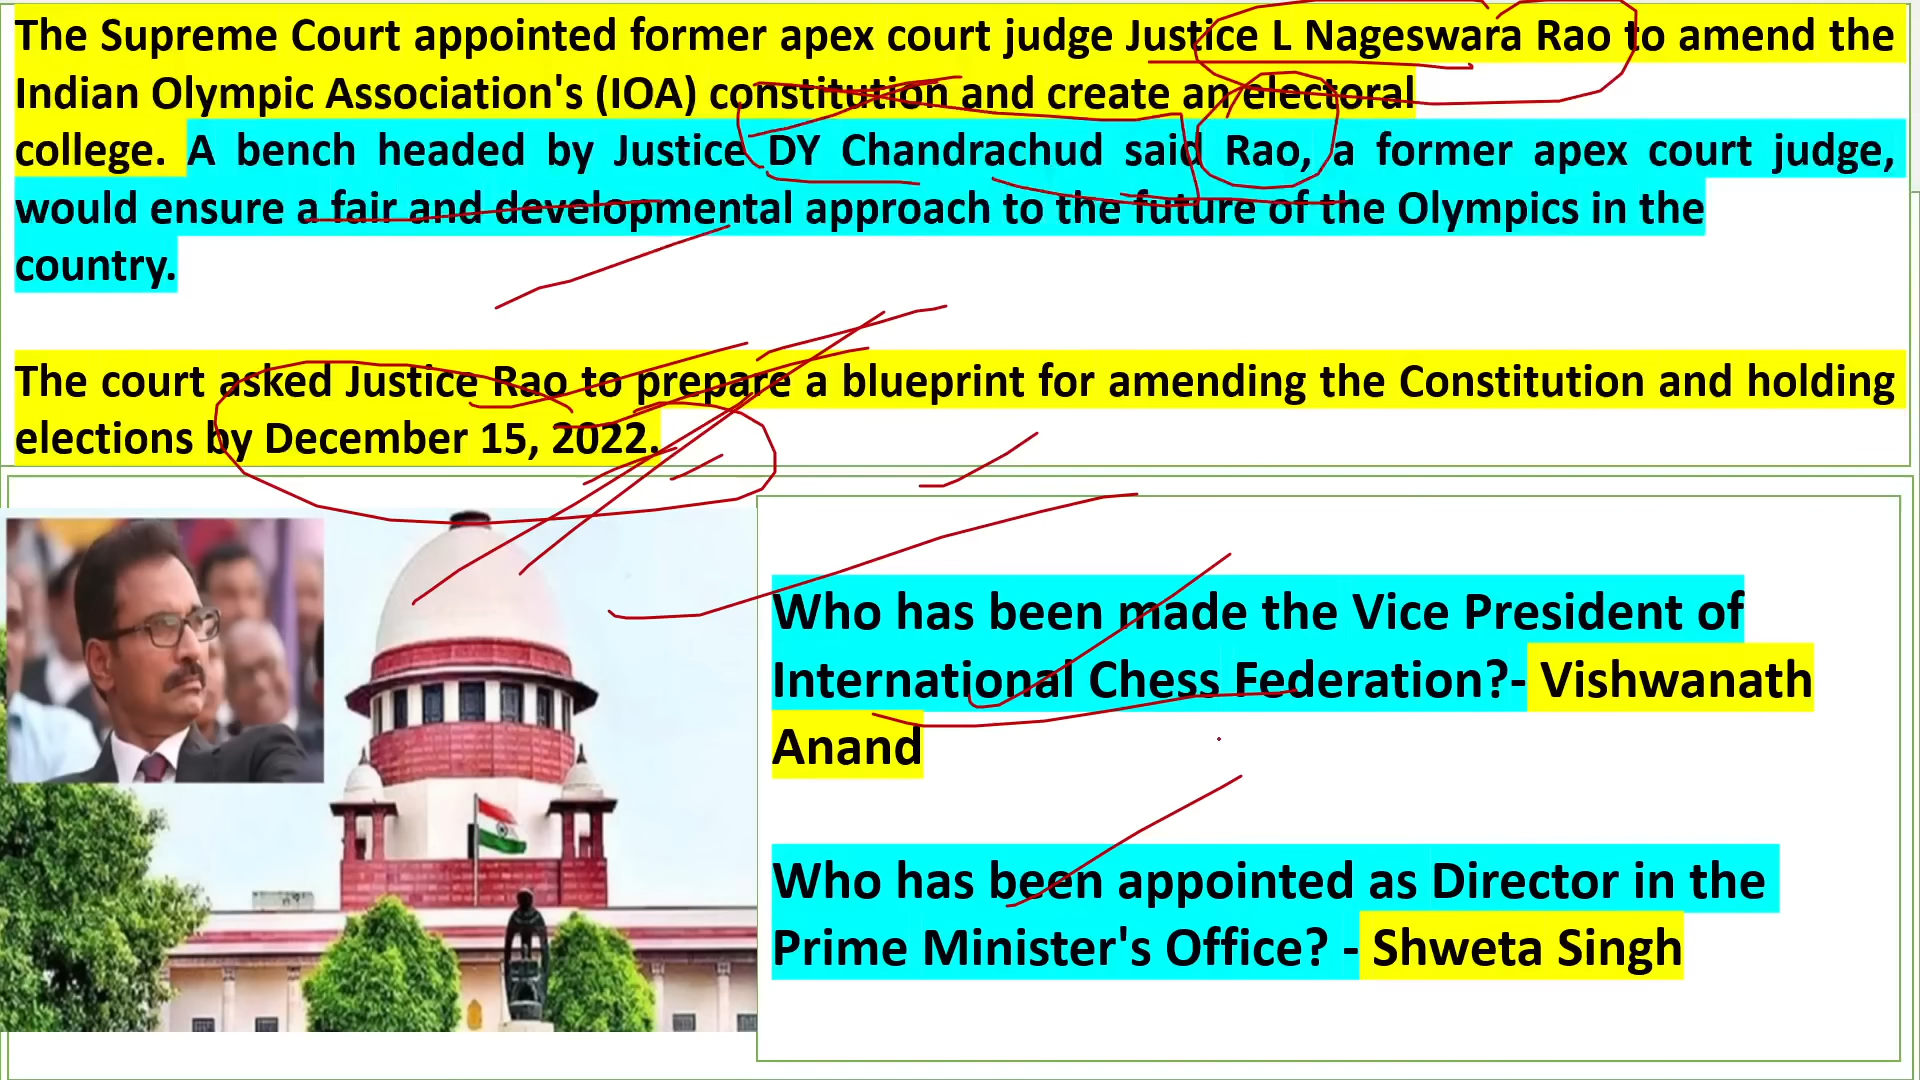 The Supreme Court appointed former apex court judge Justice L Nageswara Rao to amend the
Indian Olympic Association's (IOA) constitution and create an electoral
college. A bench headed by Justice DY Chandrachud said Rao, a former apex court judge,
would ensure a fair and developmental approach to the future of the Olympics in the
country.
The court asked Justice Rao to prepare a blueprint for amending the Constitution and holding
elections by December 15, 2022.
Who has been made the Vice President of
International Chess Federation?- Vishwanath
Anand
Who has been appointed as Director in the
Prime Minister's Office? - Shweta Singh